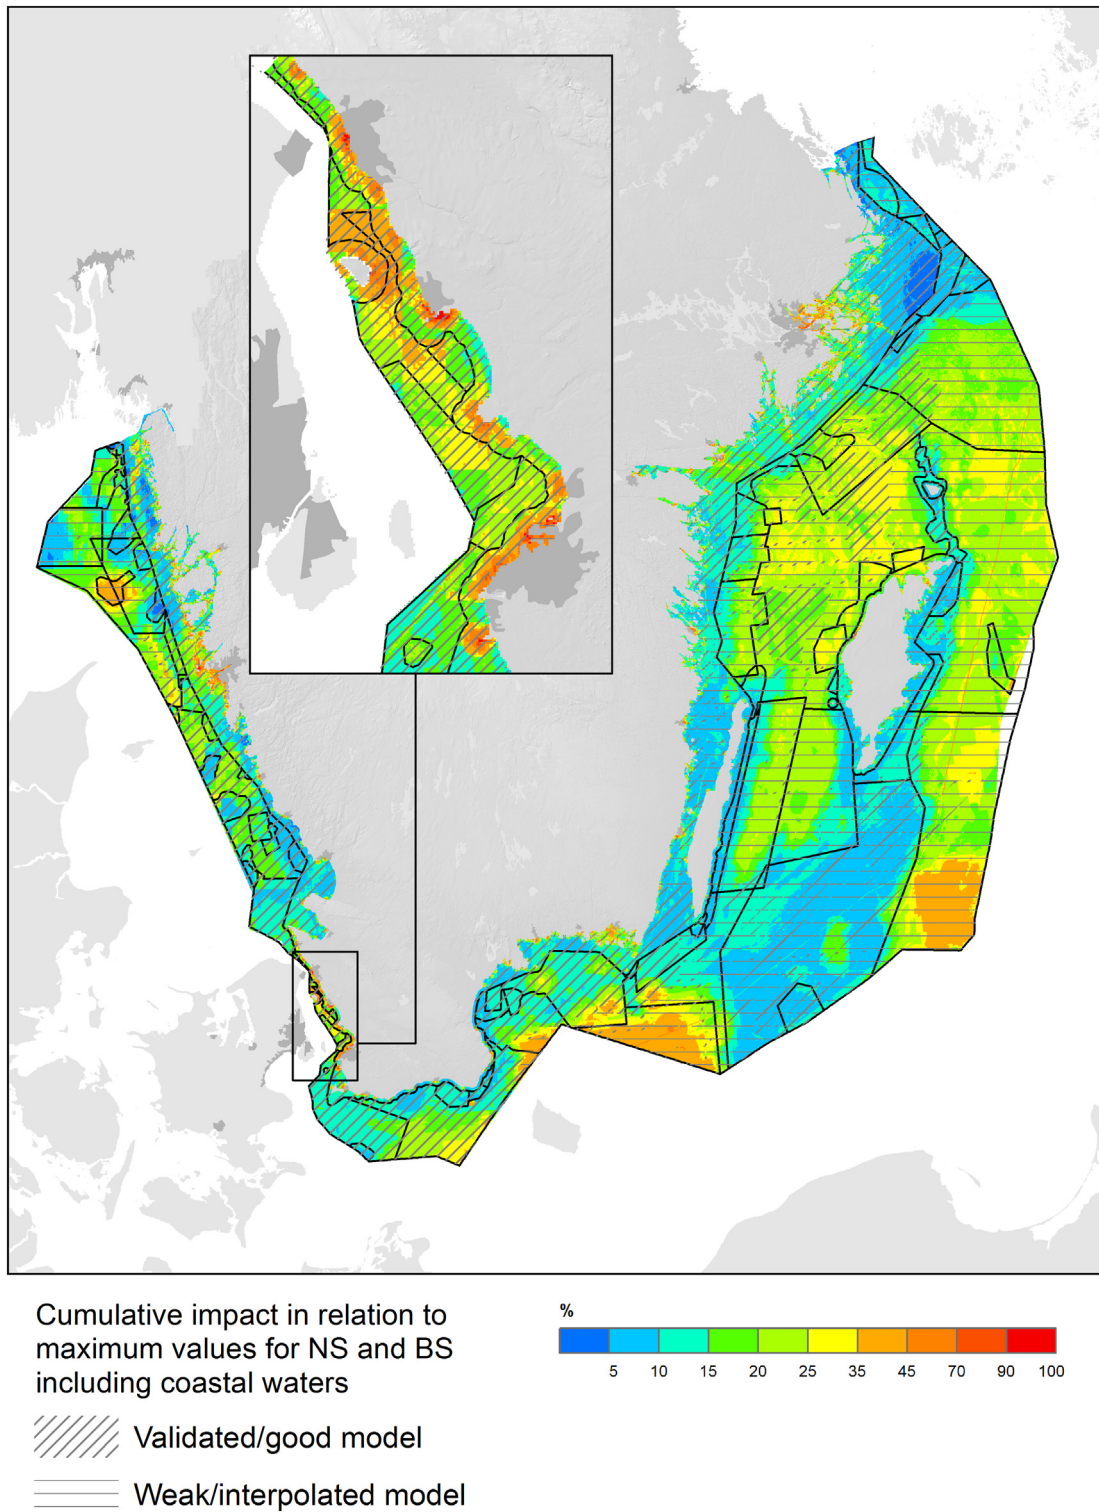 Cumulative impact in relation to
maximum values for NS and BS
including coastal waters
%
5 10 15 20 25 35 45 70 90 100
Validated/good model
Weak/interpolated model